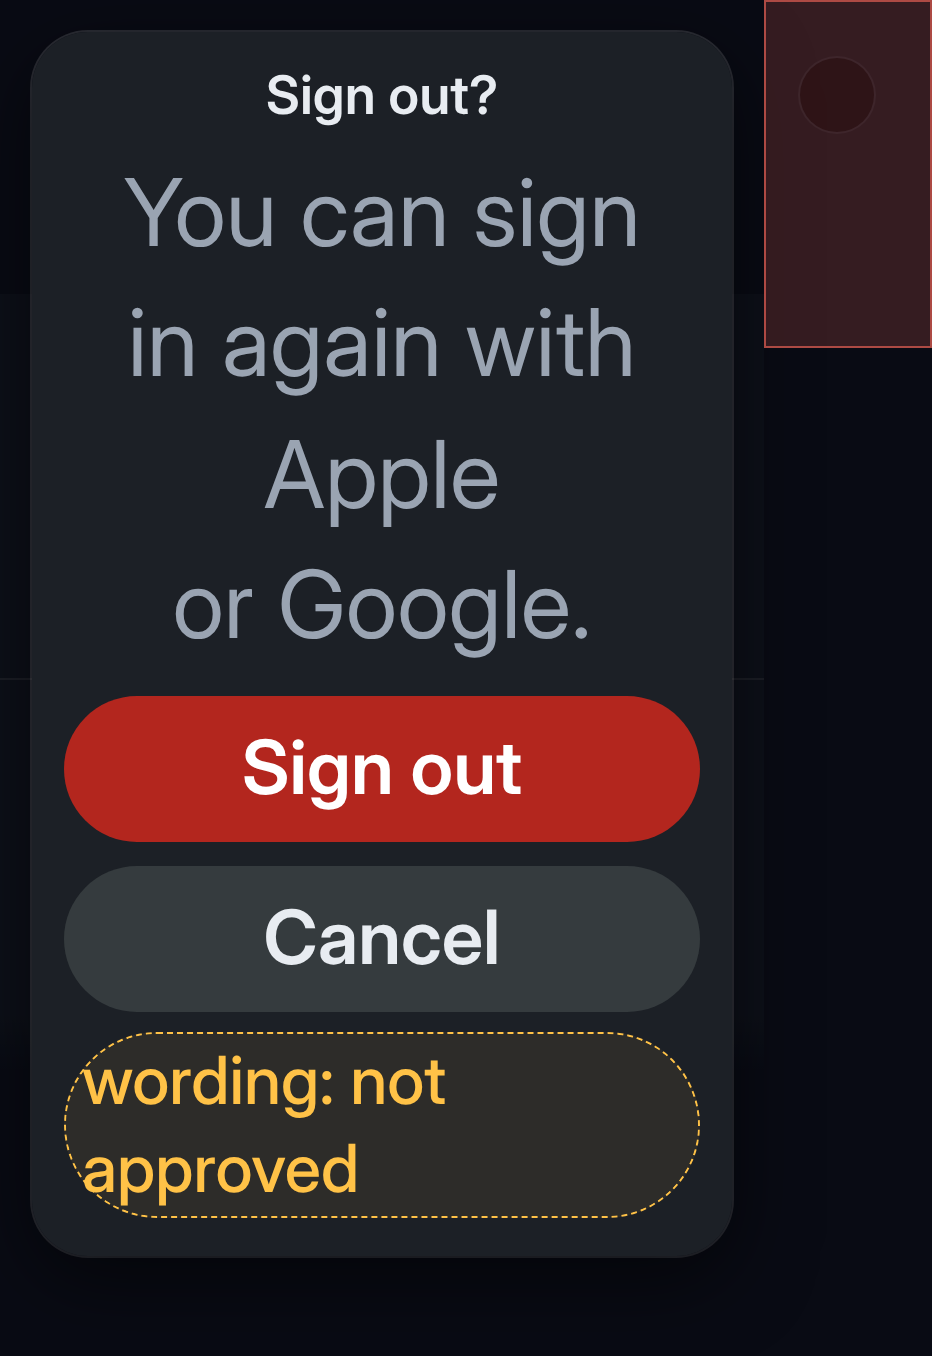 Sign out?
You can sign
in again with
Apple
or Google.
Sign out
Cancel
wording: not
approved